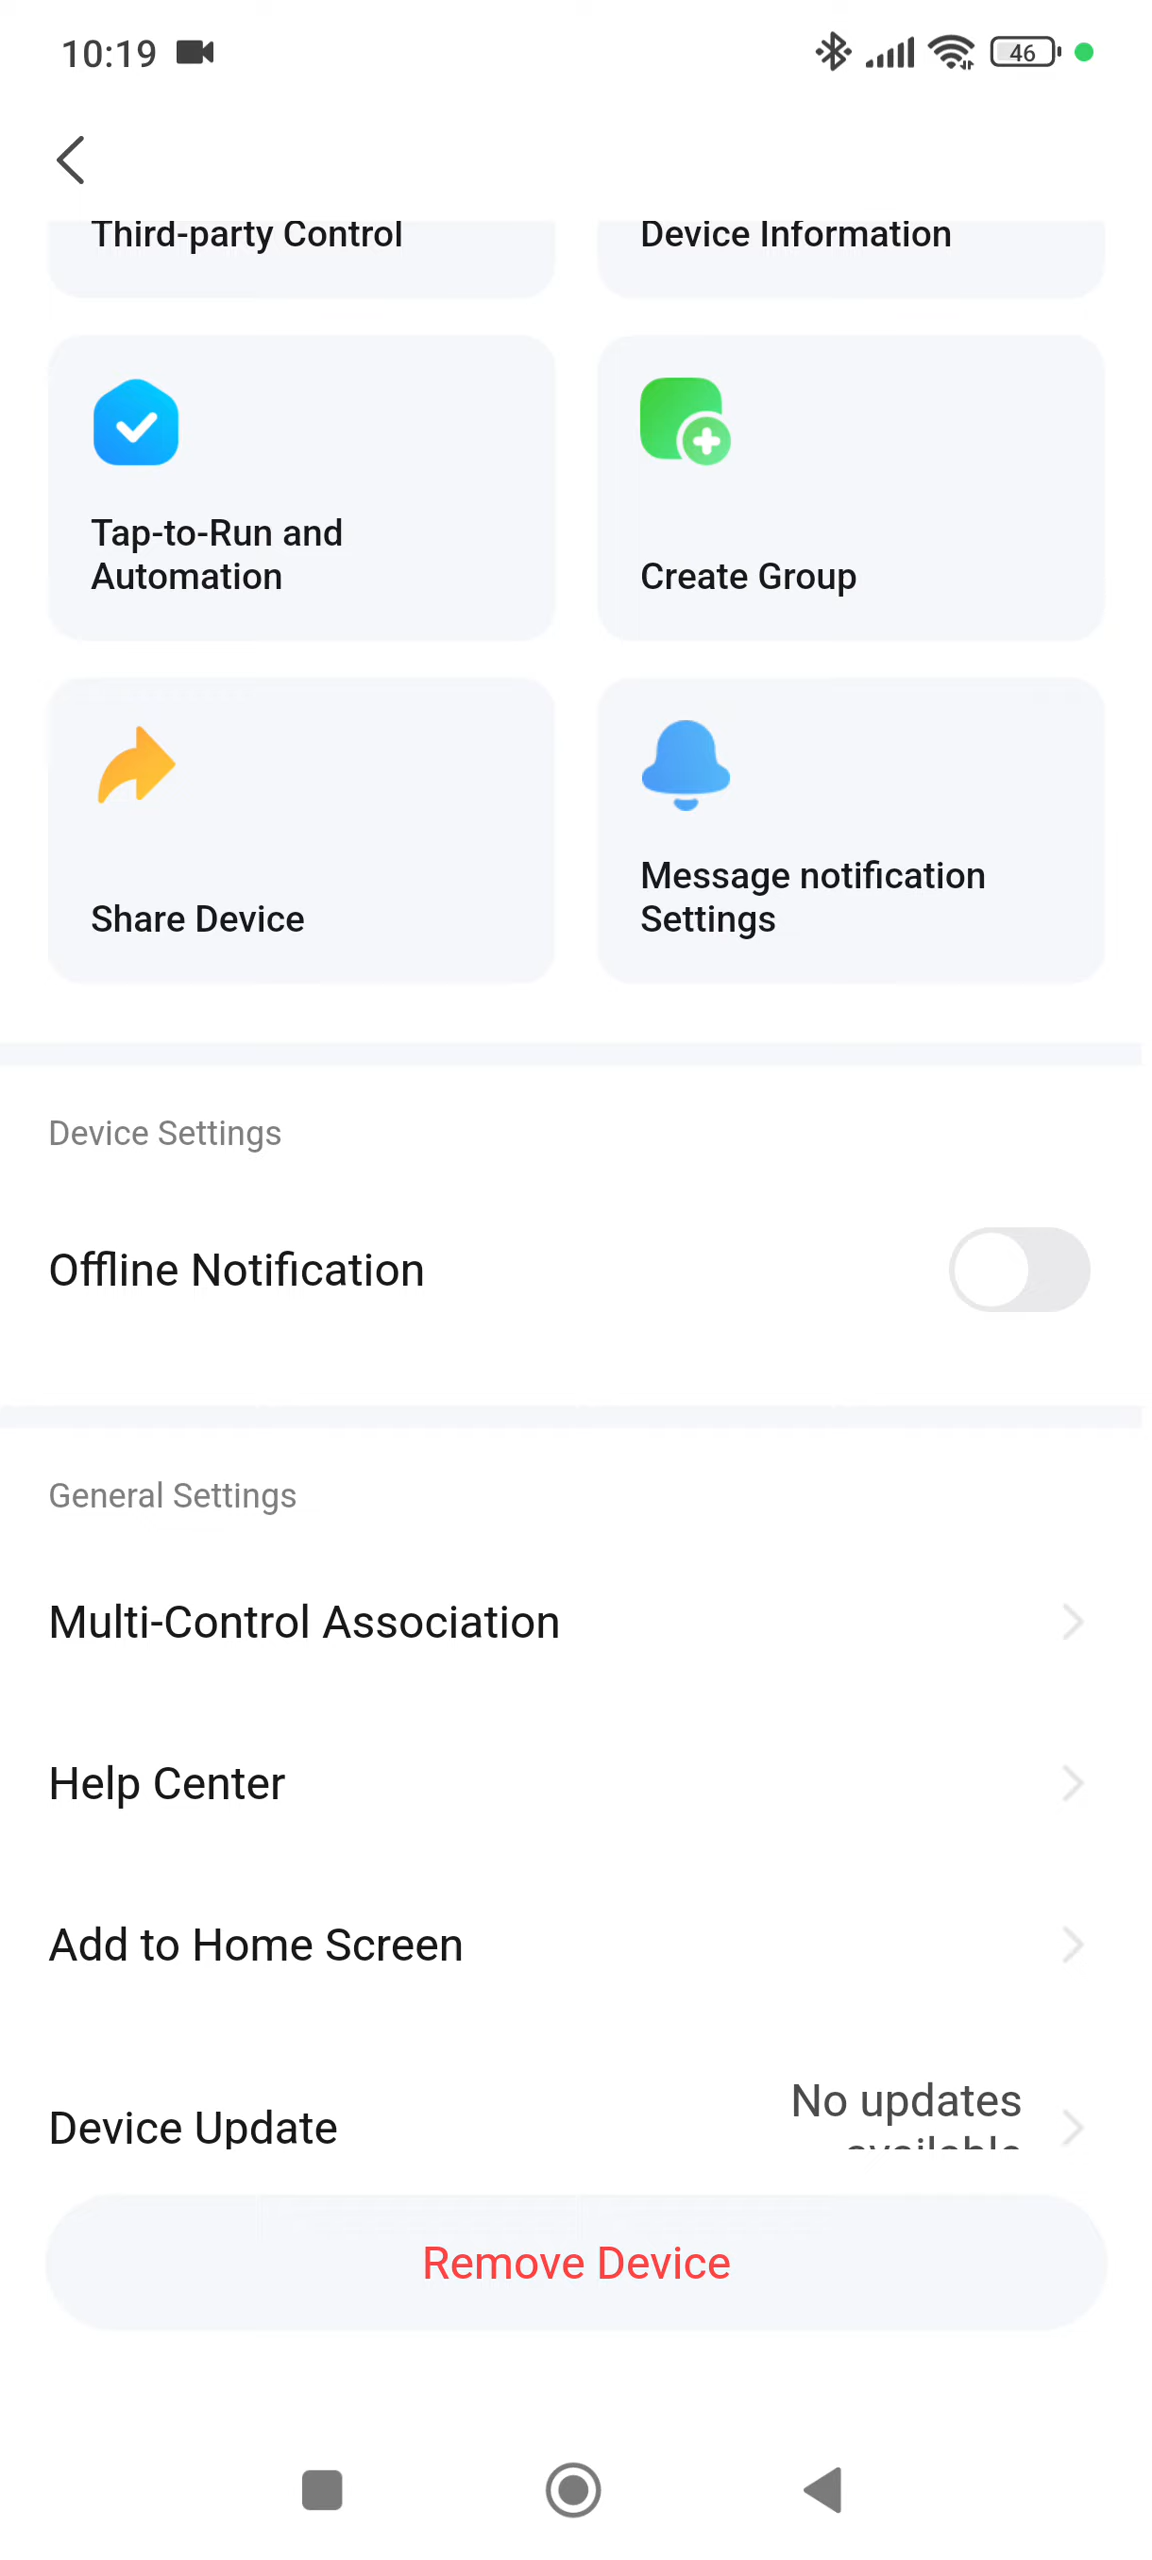 10:19
46
Third-party Control
Device Information
Tap-to-Run and
Automation
Create Group
Share Device
Message notification
Settings
Device Settings
Offline Notification
General Settings
Multi-Control Association
Help Center
Add to Home Screen
Device Update
No updates
available
Remove Device